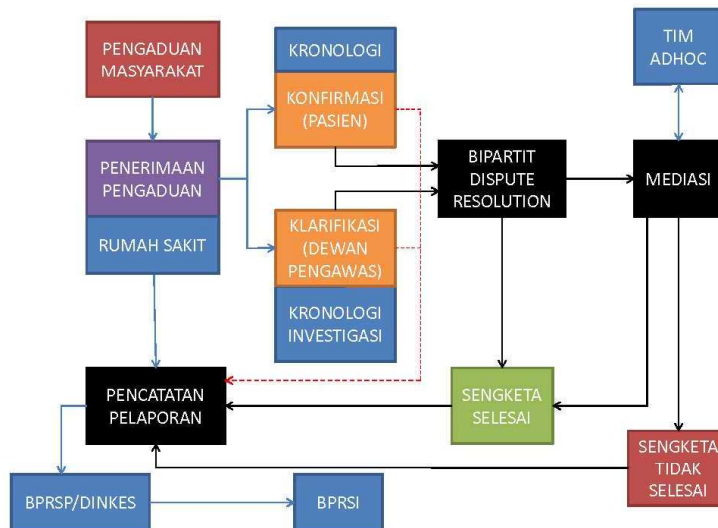 PENGADUAN
MASYARAKAT
KRONOLOGI
KONFIRMASI
(PASIEN)
TIM
ADHOC
PENERIMAAN
PENGADUAN
RUMAH SAKIT
BIPARTIT
DISPUTE
RESOLUTION
MEDIASI
KLARIFIKASI
(DEWAN
PENGAWAS)
KRONOLOGI
INVESTIGASI
PENCATATAN
PELAPORAN
SENGKETA
SELESAI
SENGKETA
TIDAK
SELESAI
BPRSP/DINKES
BPRSI